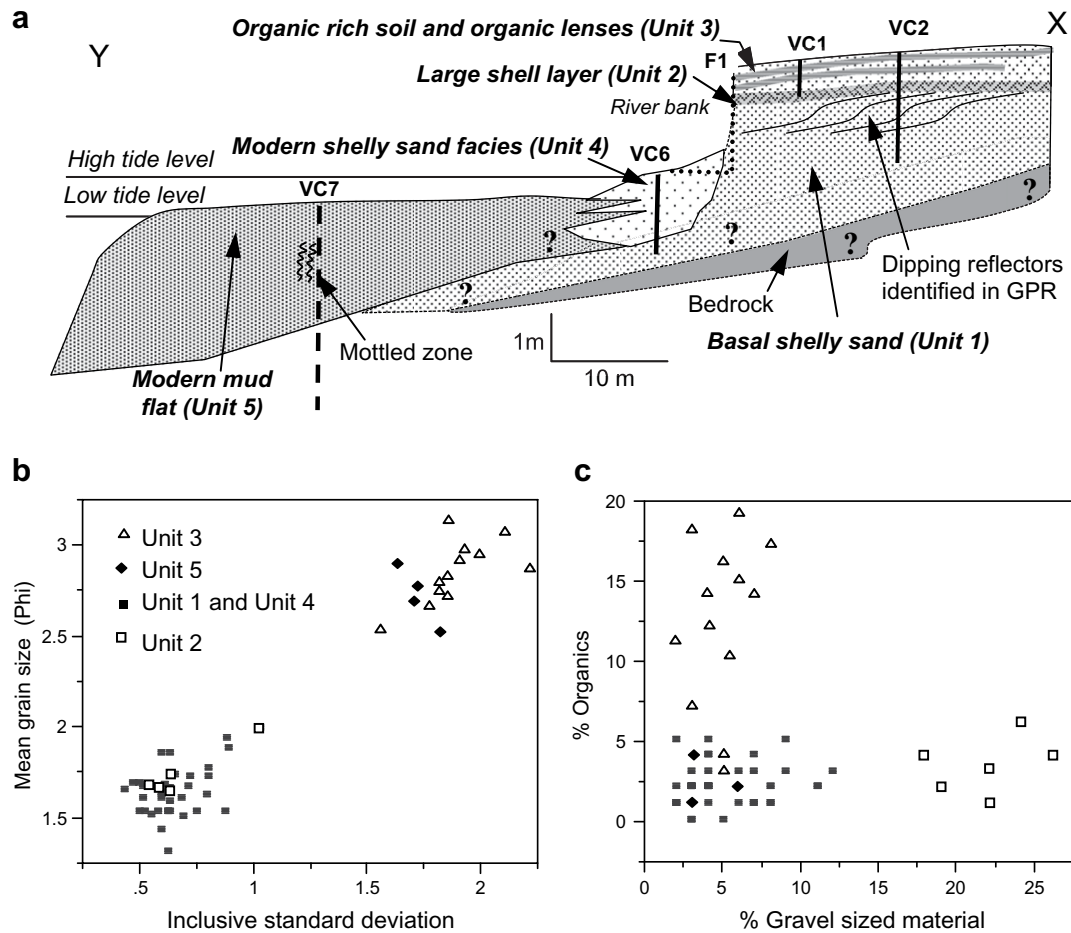 a
Y
X
Organic rich soil and organic lenses (Unit 3)
VC1
VC2
F1
Large shell layer (Unit 2)
River bank
Modern shelly sand facies (Unit 4)
High tide level
VC6
Low tide level
VC7
?
?
?
?
?
Dipping reflectors
identified in GPR
Bedrock
Mottled zone
1m
10 m
Basal shelly sand (Unit 1)
Modern mud
flat (Unit 5)
b
Mean grain size (Phi)
3
2.5
2
1.5
Unit 3
Unit 5
Unit 1 and Unit 4
Unit 2
.5
1
1.5
2
Inclusive standard deviation
c
% Organics
20
15
10
5
0
0
5
10
15
20
25
% Gravel sized material